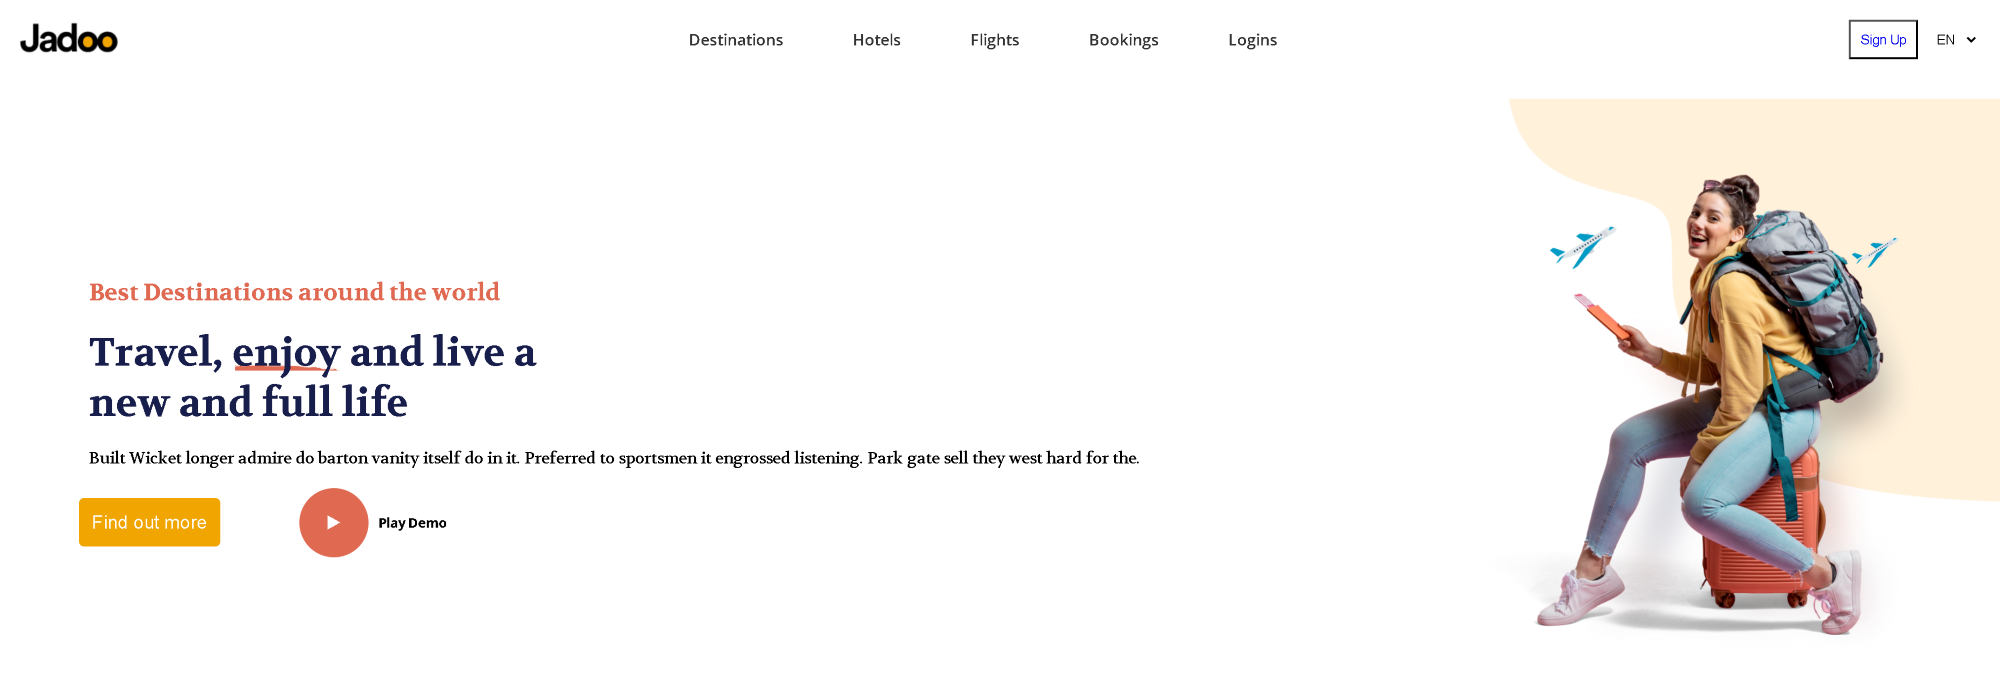 Jadoo
Destinations
Hotels
Flights
Bookings
Logins
Sign Up
EN
Best Destinations around the world
Travel, enjoy and live a
new and full life
Built Wicket longer admire do barton vanity itself do in it. Preferred to sportsmen it engrossed listening. Park gate sell they west hard for the.
Find out more
Play Demo